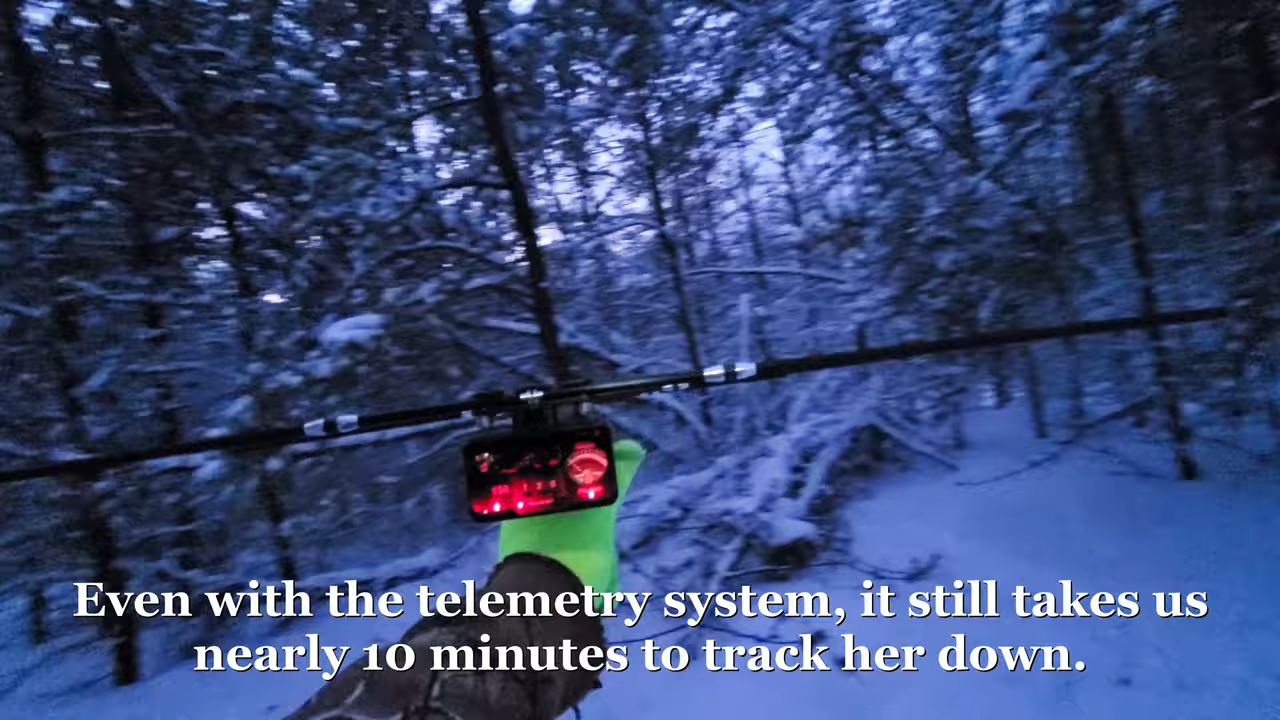 Even with the telemetry system, it still takes us
nearly 10 minutes to track her down.